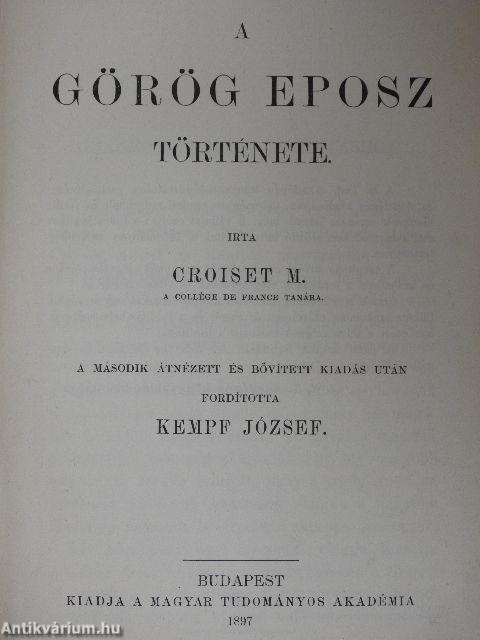 A
GÖRÖG EPOSZ
TÖRTÉNETE.
IRTA
CROISET M.
A COLLÈGE DE FRANCE TANÁRA.
A MÁSODIK ÁTNÉZETT ÉS BŐVÍTETT KIADÁS UTÁN
FORDÍTOTTA
KEMPF JÓZSEF.
BUDAPEST
KIADJA A MAGYAR TUDOMÁNYOS AKADÉMIA
1897
Antikvárium.hu